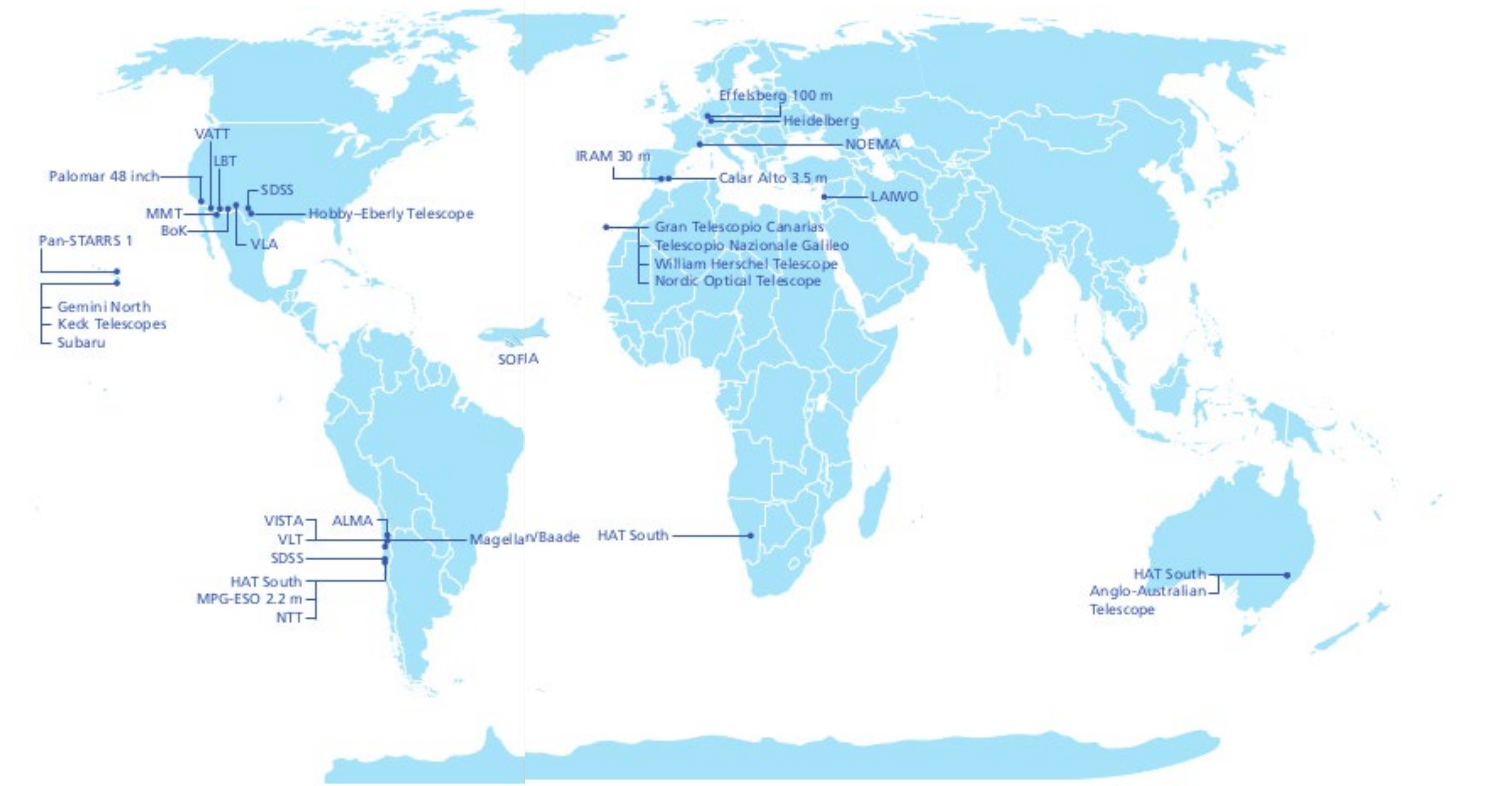 Effelsberg 100 m
Heidelberg
VATT
NOEMA
IRAM 30 m
LBT
Palomar 48 inch
Calar Alto 3.5 m
SDSS
LAIWO
MMT
Hobby–Eberly Telescope
BoK
Gran Telescopio Canarias
Pan-STARRS 1
VLA
Telescopio Nazionale Galileo
William Herschel Telescope
Nordic Optical Telescope
Gemini North
Keck Telescopes
Subaru
SOFIA
VISTA
ALMA
VLT
Magellan/Baade
HAT South
SDSS
HAT South
HAT South
MPG-ESO 2.2 m
Anglo-Australian
Telescope
NTT